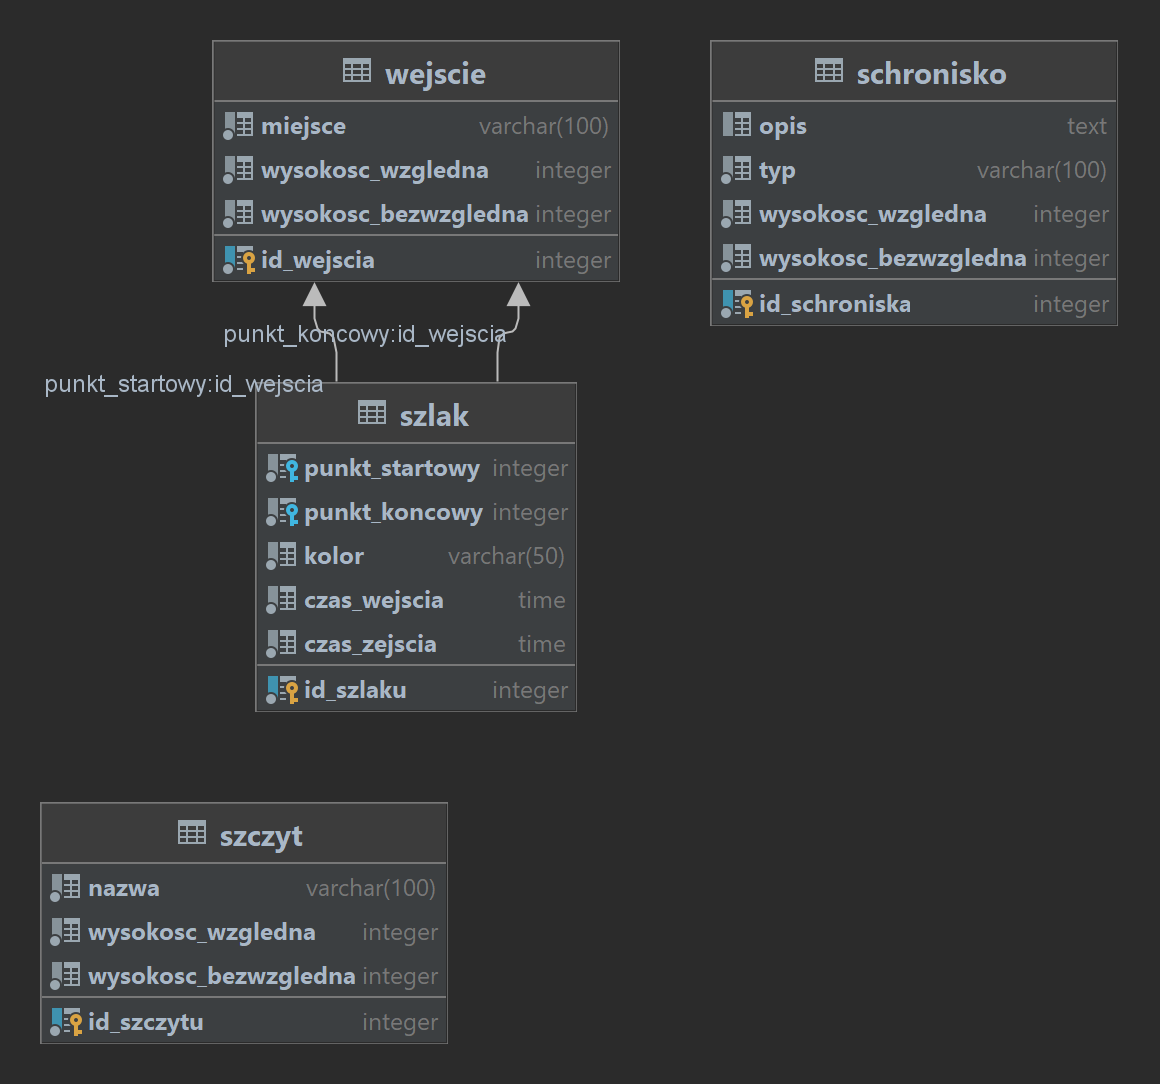 wejscie
miejsce varchar(100)
wysokosc_wzgledna integer
wysokosc_bezwzgledna integer
id_wejscia integer
schronisko
opis text
typ varchar(100)
wysokosc_wzgledna integer
wysokosc_bezwzgledna integer
id_schroniska integer
punkt_koncowy:id_wejscia
punkt_startowy:id_wejscia
szlak
punkt_startowy integer
punkt_koncowy integer
kolor varchar(50)
czas_wejscia time
czas_zejscia time
id_szlaku integer
szczyt
nazwa varchar(100)
wysokosc_wzgledna integer
wysokosc_bezwzgledna integer
id_szczytu integer